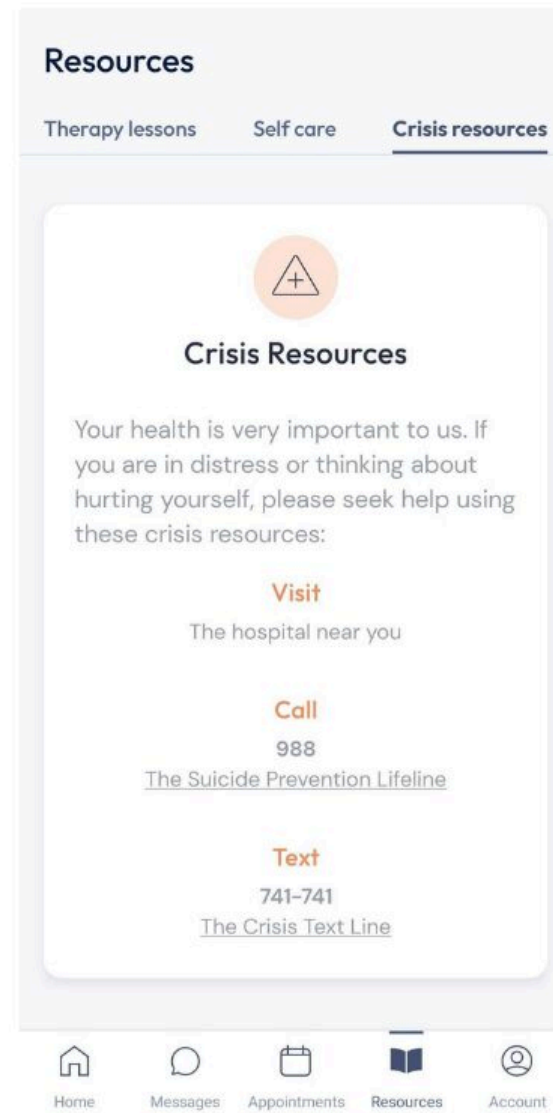 Resources
Therapy lessons Self care Crisis resources
Crisis Resources
Your health is very important to us. If
you are in distress or thinking about
hurting yourself, please seek help using
these crisis resources:
Visit
The hospital near you
Call
988
The Suicide Prevention Lifeline
Text
741-741
The Crisis Text Line
Home Messages Appointments Resources Account